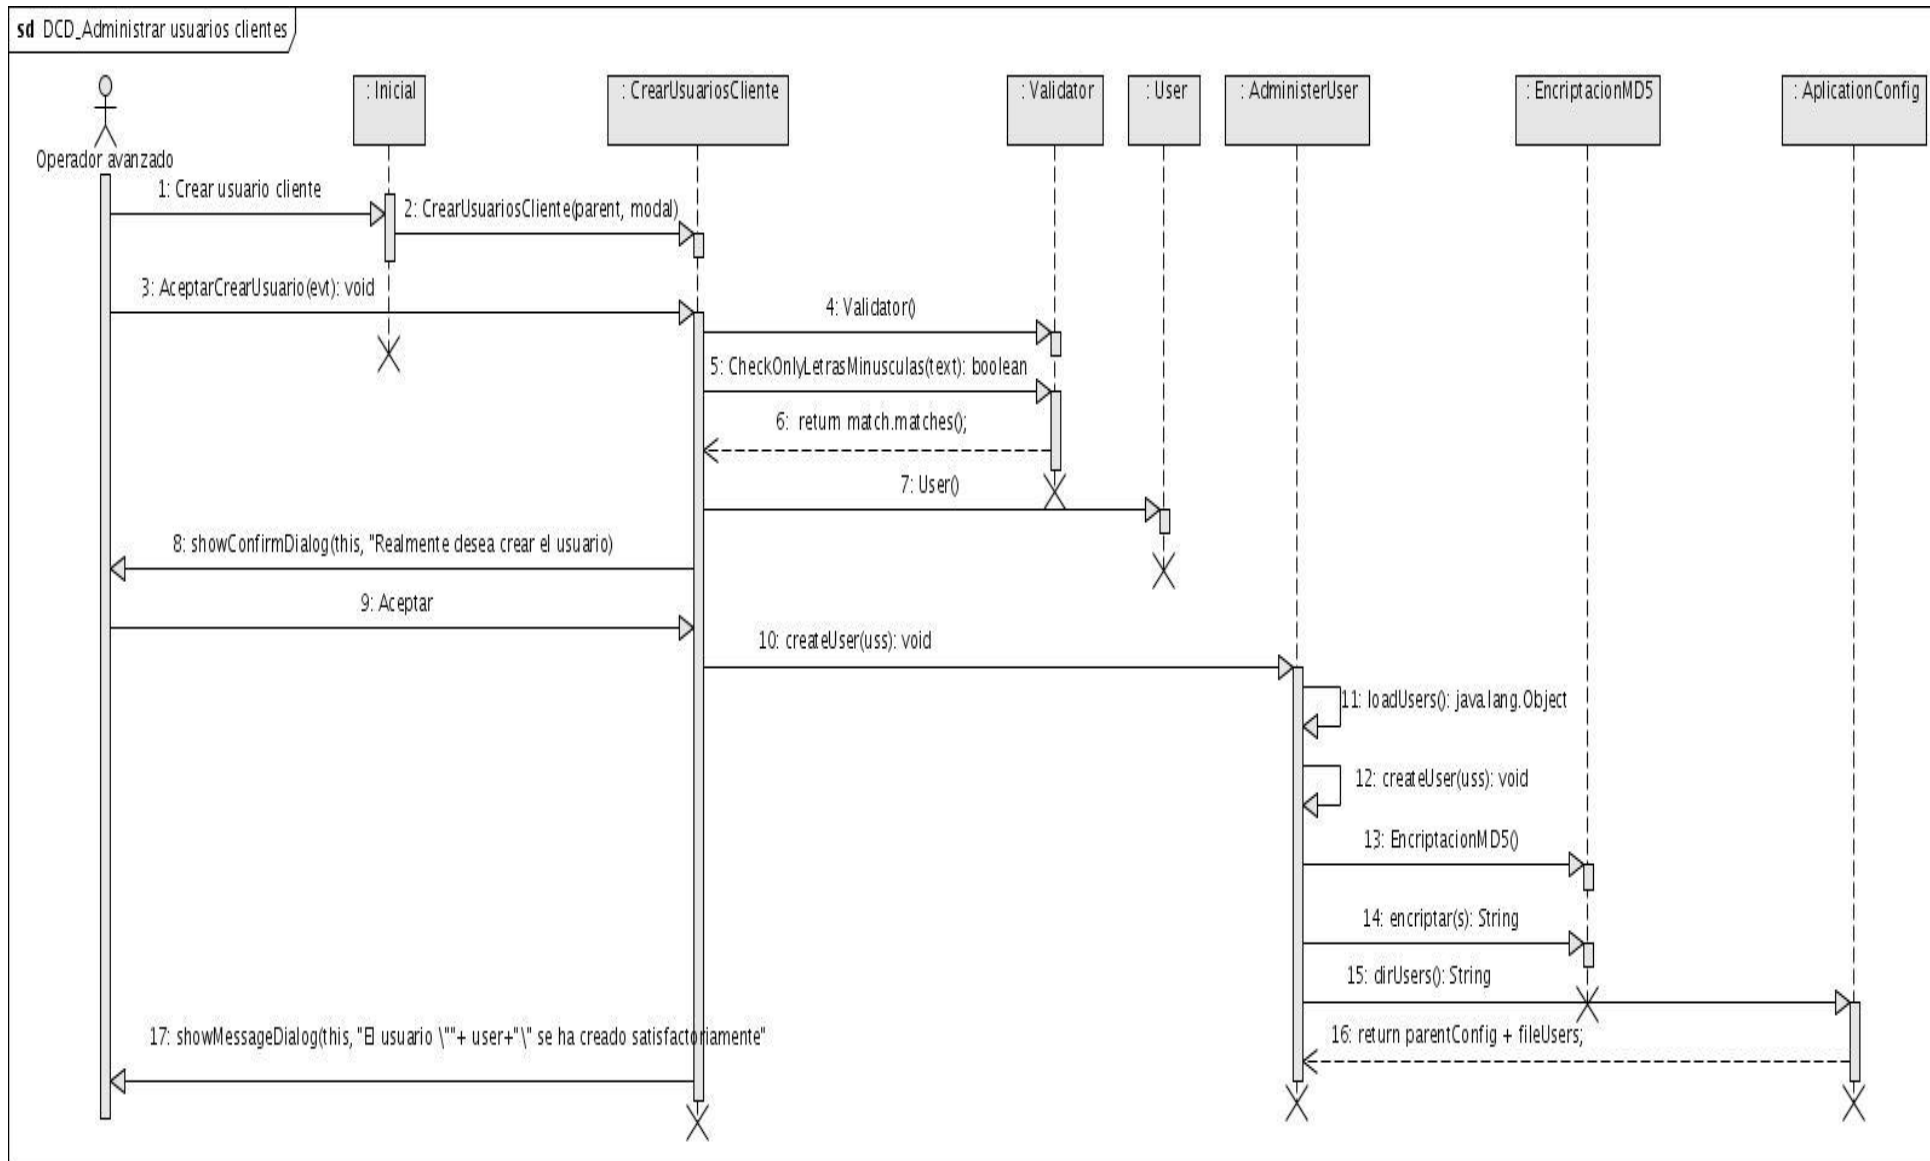 sd DCD_Administrar usuarios clientes
: Inicial
: CrearUsuariosCliente
: Validator
: User
: AdministerUser
: EncriptacionMD5
: AplicationConfig
Operador avanzado
1: Crear usuario cliente
2: CrearUsuariosCliente(parent, modal)
3: AceptarCrearUsuario(evt): void
4: Validator()
5: CheckOnlyLetrasMinusculas(text): boolean
6: return match.matches();
7: User()
8: showConfirmDialog(this, "Realmente desea crear el usuario)
9: Aceptar
10: createUser(uss): void
11: loadUsers(): java.lang.Object
12: createUser(uss): void
13: EncriptacionMD5()
14: encriptar(s): String
15: dirUsers(): String
16: return parentConfig + fileUsers;
17: showMessageDialog(this, "El usuario \""+ user+"\" se ha creado satisfactoriamente"